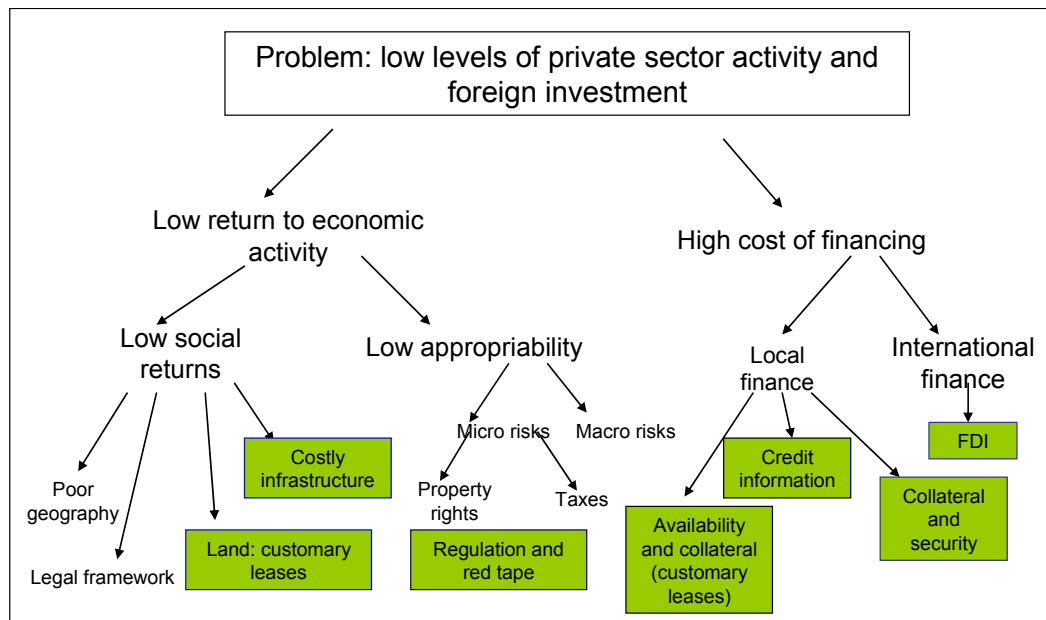 Problem: low levels of private sector activity and
foreign investment
Low return to economic
activity
High cost of financing
Low social
returns
Low appropriability
Local
finance
International
finance
Micro risks
Macro risks
FDI
Costly
infrastructure
Credit
information
Poor
geography
Property
rights
Taxes
Collateral
and
security
Legal framework
Land: customary
leases
Regulation and
red tape
Availability
and collateral
(customary
leases)